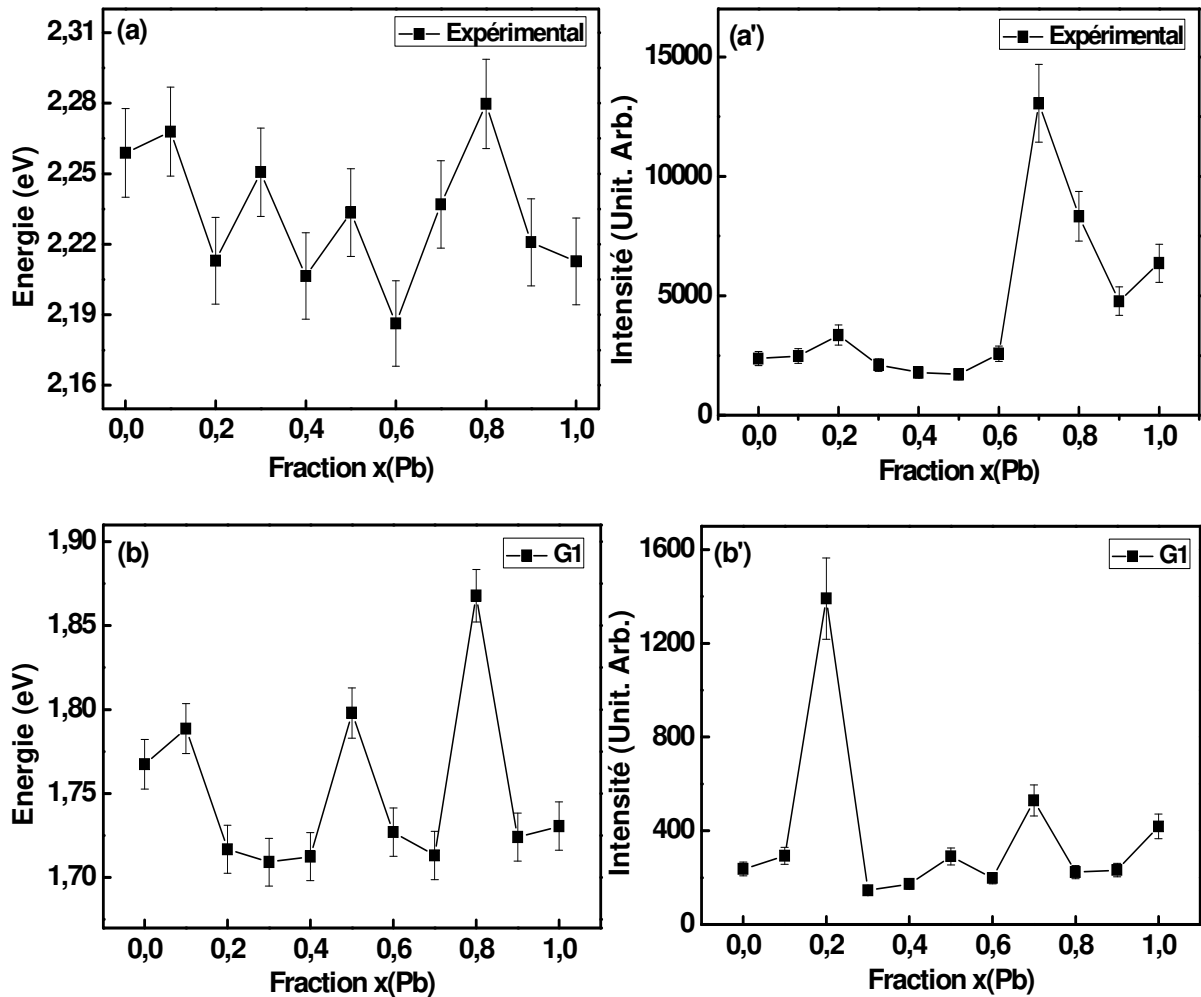 (a)
Expérimental
Energie (eV)
2,31
2,28
2,25
2,22
2,19
2,16
0,0 0,2 0,4 0,6 0,8 1,0
Fraction x(Pb)
(a')
Expérimental
Intensité (Unit. Arb.)
15000
10000
5000
0
0,0 0,2 0,4 0,6 0,8 1,0
Fraction x(Pb)
(b)
G1
Energie (eV)
1,90
1,85
1,80
1,75
1,70
0,0 0,2 0,4 0,6 0,8 1,0
Fraction x(Pb)
(b')
G1
Intensité (Unit. Arb.)
1600
1200
800
400
0
0,0 0,2 0,4 0,6 0,8 1,0
Fraction x(Pb)